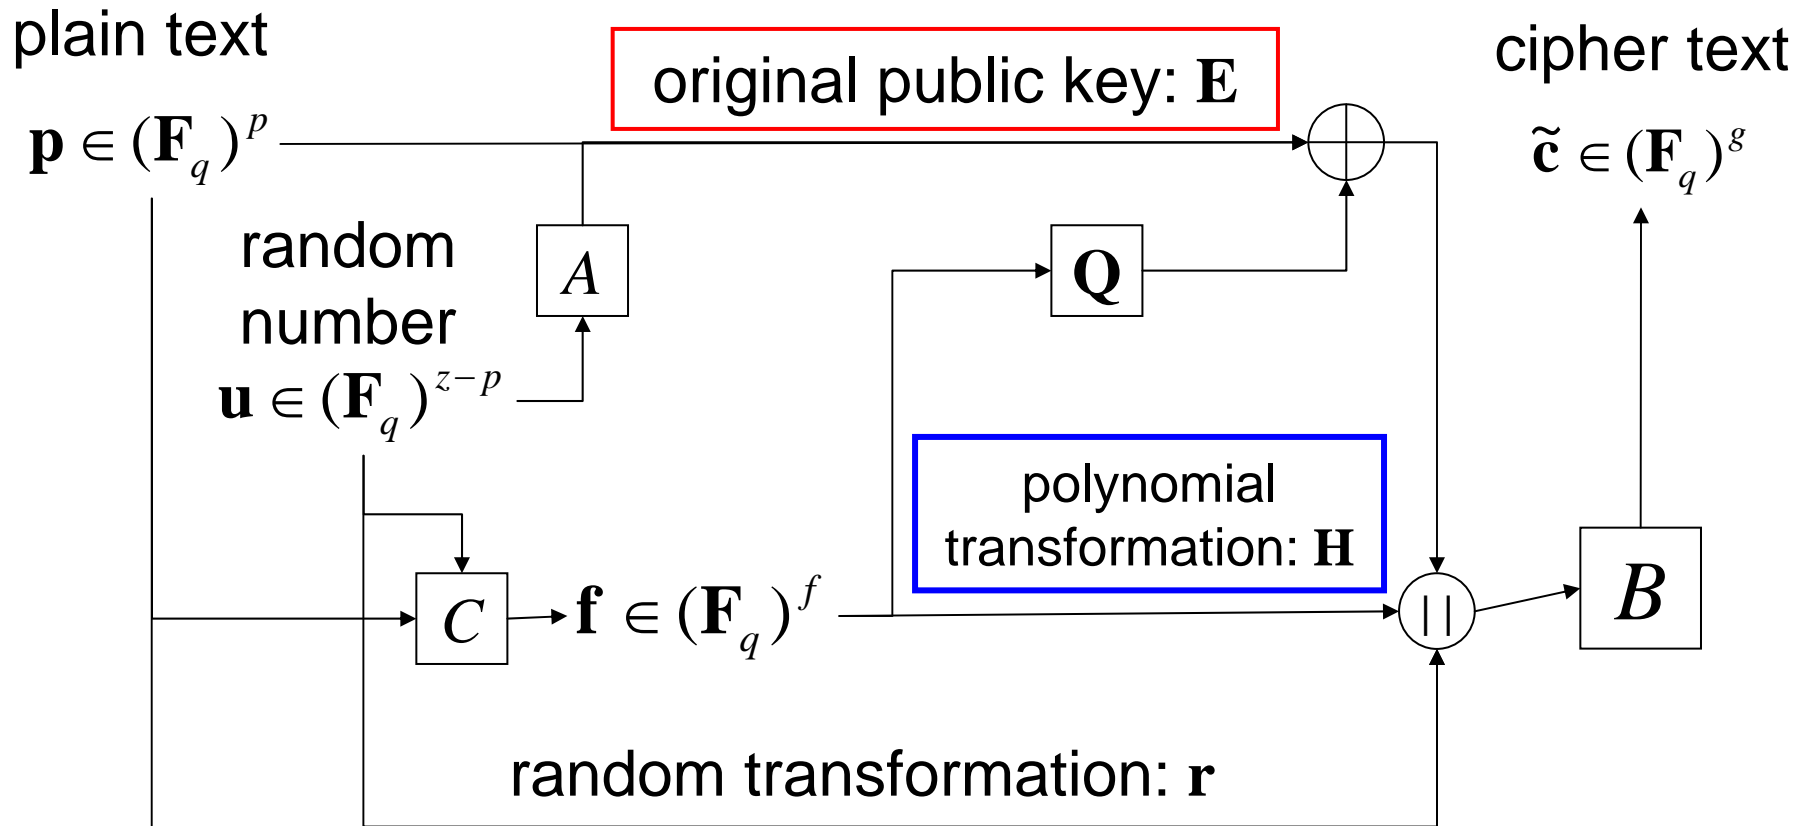 plain text
original public key: E
cipher text
p ∈ (F_q)^p
c̃ ∈ (F_q)^g
random
number
A
Q
u ∈ (F_q)^{z−p}
polynomial
transformation: H
C
f ∈ (F_q)^f
||
B
random transformation: r